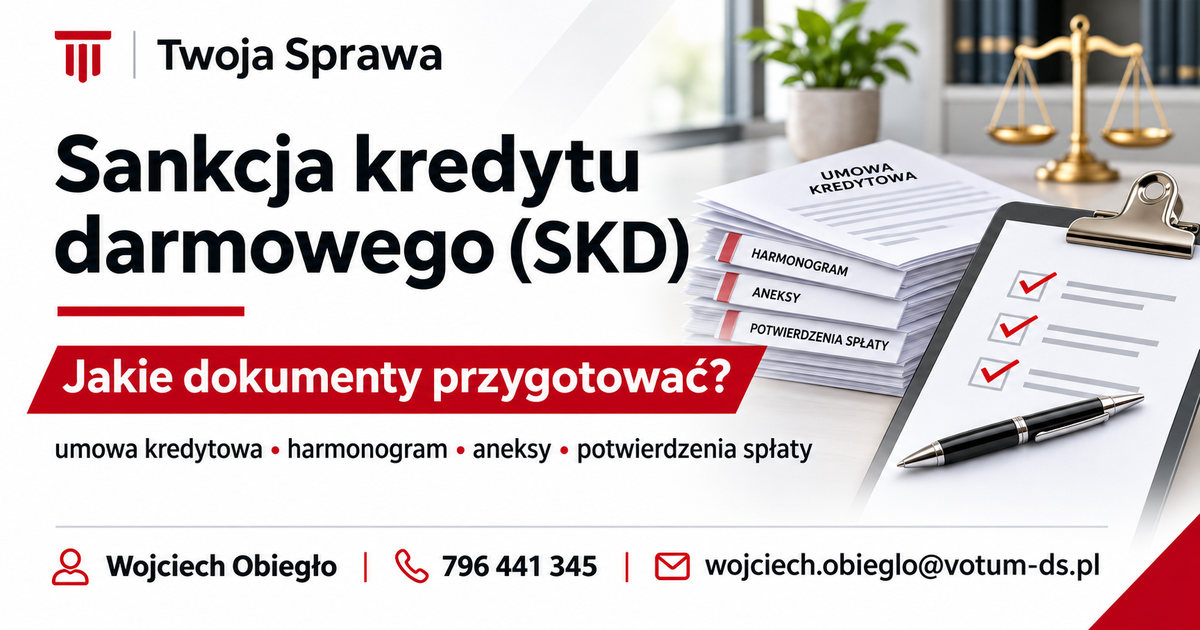 Twoja Sprawa
Sankcja kredytu
darmowego (SKD)
Jakie dokumenty przygotować?
umowa kredytowa • harmonogram • aneksy • potwierdzenia spłaty
UMOWA
KREDYTOWA
HARMONOGRAM
ANEKSY
POTWIERDZENIA SPŁATY
Wojciech Obiegło | 796 441 345 | wojciech.obieglo@votum-ds.pl